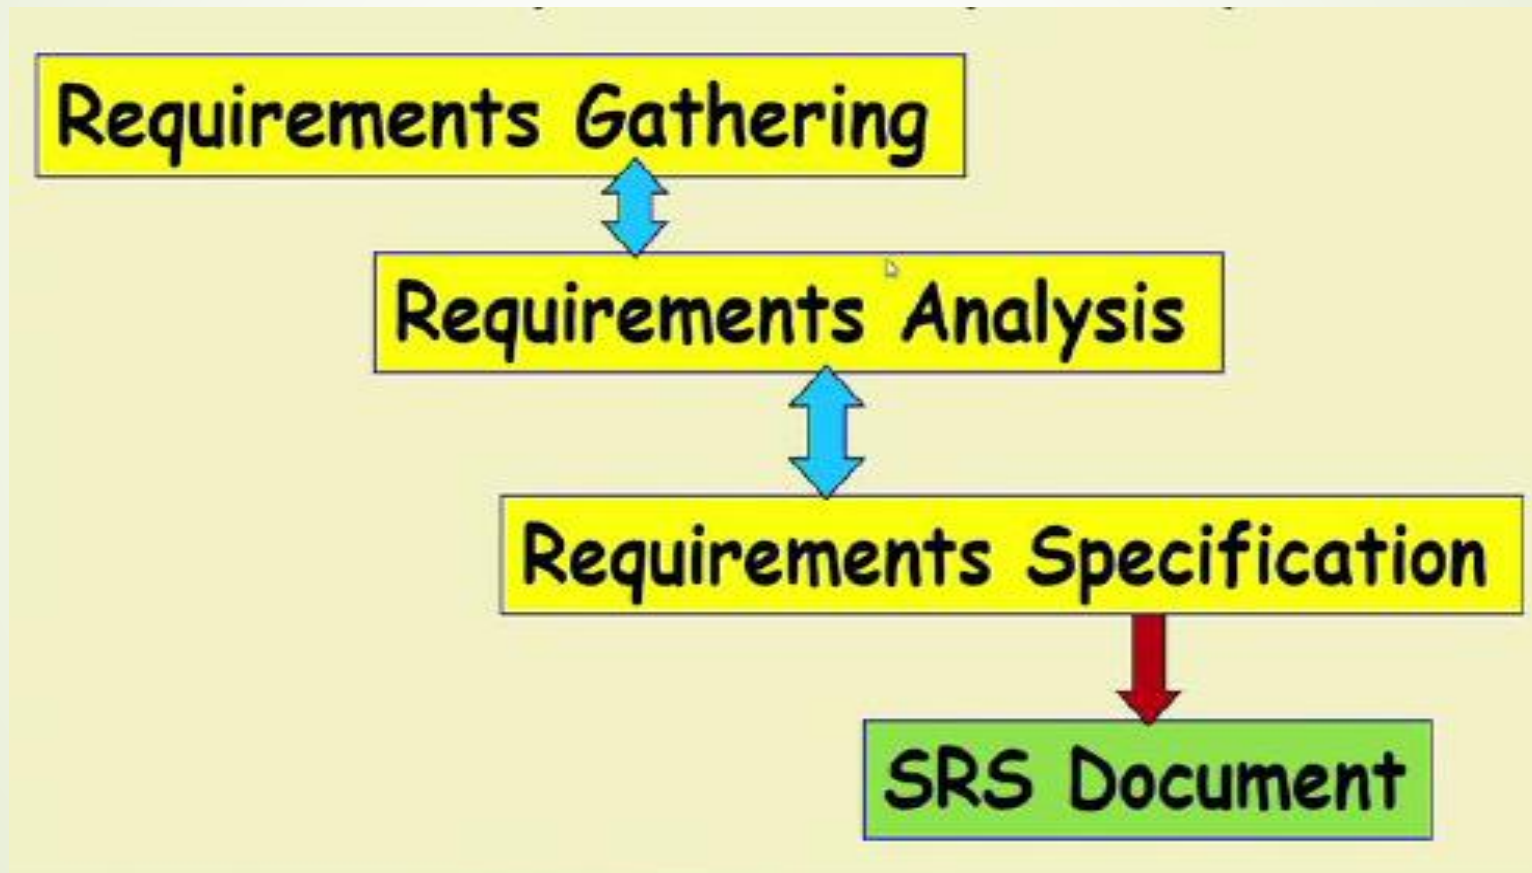 Requirements Gathering
Requirements Analysis
Requirements Specification
SRS Document